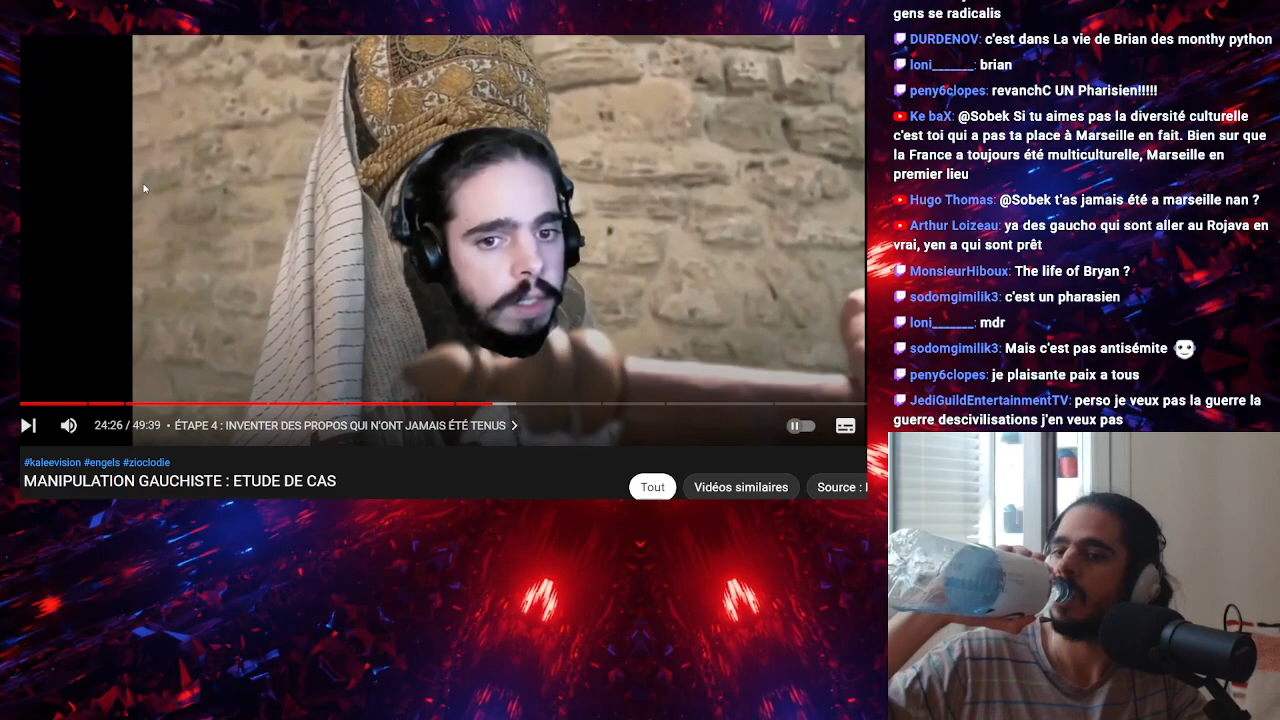 gens se radicalis
DURDENOV: c'est dans La vie de Brian des monthy python
loni_______: brian
peny6clopes: revanchC UN Pharisien!!!!!
Ke baX: @Sobek Si tu aimes pas la diversité culturelle
c'est toi qui a pas ta place à Marseille en fait. Bien sur que
la France a toujours été multiculturelle, Marseille en
premier lieu
Hugo Thomas: @Sobek t'as jamais été a marseille nan ?
Arthur Loizeau: ya des gaucho qui sont aller au Rojava en
vrai, yen a qui sont prêt
MonsieurHiboux: The life of Bryan ?
sodomgimilik3: c'est un pharasien
loni_______: mdr
sodomgimilik3: Mais c'est pas antisémite
peny6clopes: je plaisante paix a tous
JediGuildEntertainmentTV: perso je veux pas la guerre la
guerre descivilisations j'en veux pas
24:26 / 49:39 • ÉTAPE 4 : INVENTER DES PROPOS QUI N'ONT JAMAIS ÉTÉ TENUS
#kaleevision #engels #zioclodie
MANIPULATION GAUCHISTE : ETUDE DE CAS
Tout
Vidéos similaires
Source :